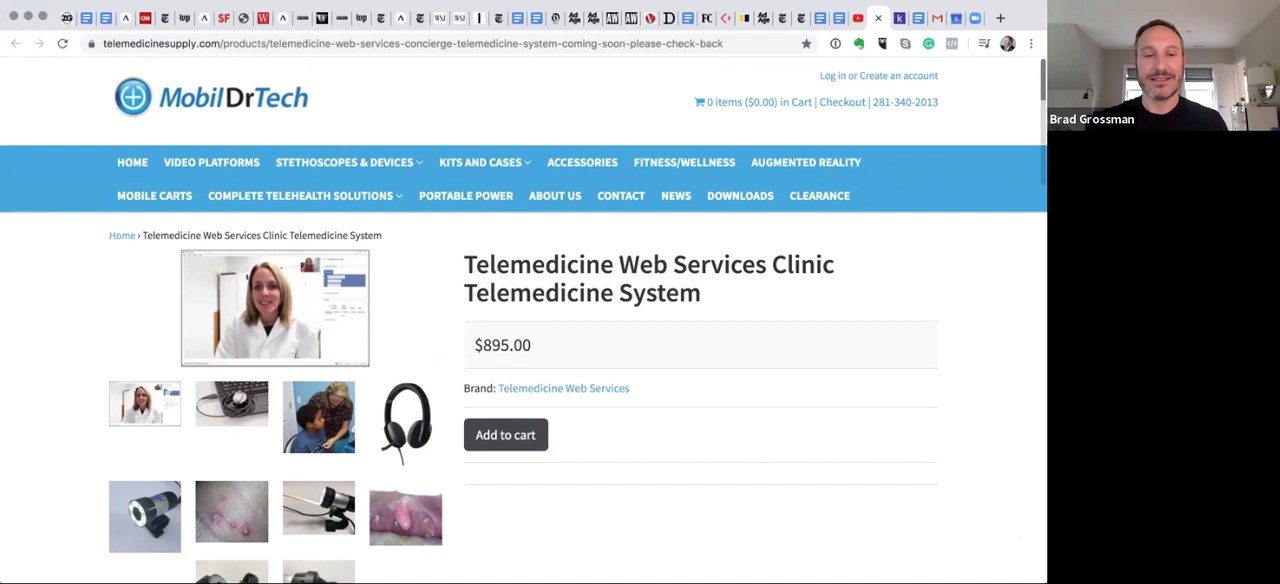 telemedicinesupply.com/products/telemedicine-web-services-concierge-telemedicine-system-coming-soon-please-check-back
Brad Grossman
MobilDrTech
Log in or Create an account
0 items ($0.00) in Cart | Checkout | 281-340-2013
HOME VIDEO PLATFORMS STETHOSCOPES & DEVICES KITS AND CASES ACCESSORIES FITNESS/WELLNESS AUGMENTED REALITY
MOBILE CARTS COMPLETE TELEHEALTH SOLUTIONS PORTABLE POWER ABOUT US CONTACT NEWS DOWNLOADS CLEARANCE
Home › Telemedicine Web Services Clinic Telemedicine System
Telemedicine Web Services Clinic
Telemedicine System
$895.00
Brand: Telemedicine Web Services
Add to cart